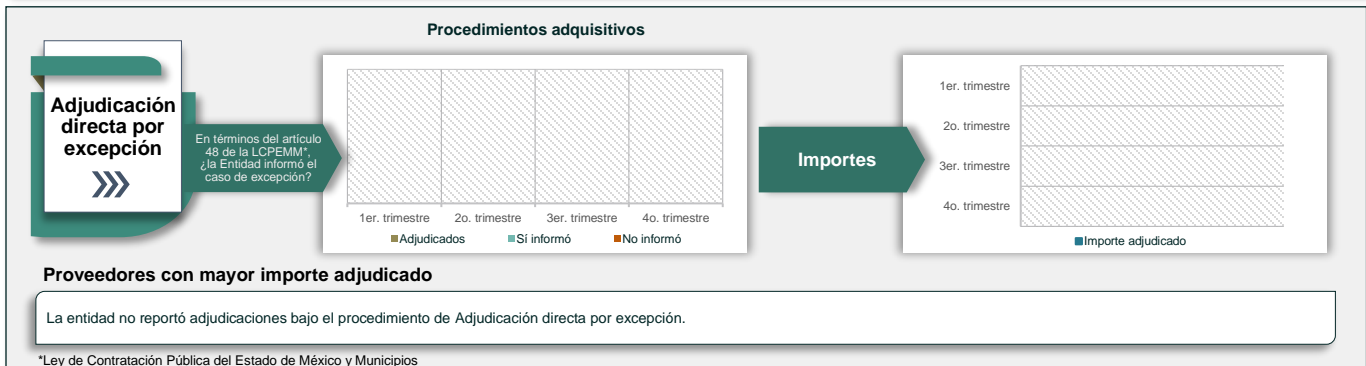 Procedimientos adquisitivos
Adjudicación
directa por
excepción
En términos del artículo
48 de la LCPEMM*,
¿la Entidad informó el
caso de excepción?
1er. trimestre 2o. trimestre 3er. trimestre 4o. trimestre
Adjudicados Sí informó No informó
Importes
1er. trimestre
2o. trimestre
3er. trimestre
4o. trimestre
Importe adjudicado
Proveedores con mayor importe adjudicado
La entidad no reportó adjudicaciones bajo el procedimiento de Adjudicación directa por excepción.
*Ley de Contratación Pública del Estado de México y Municipios